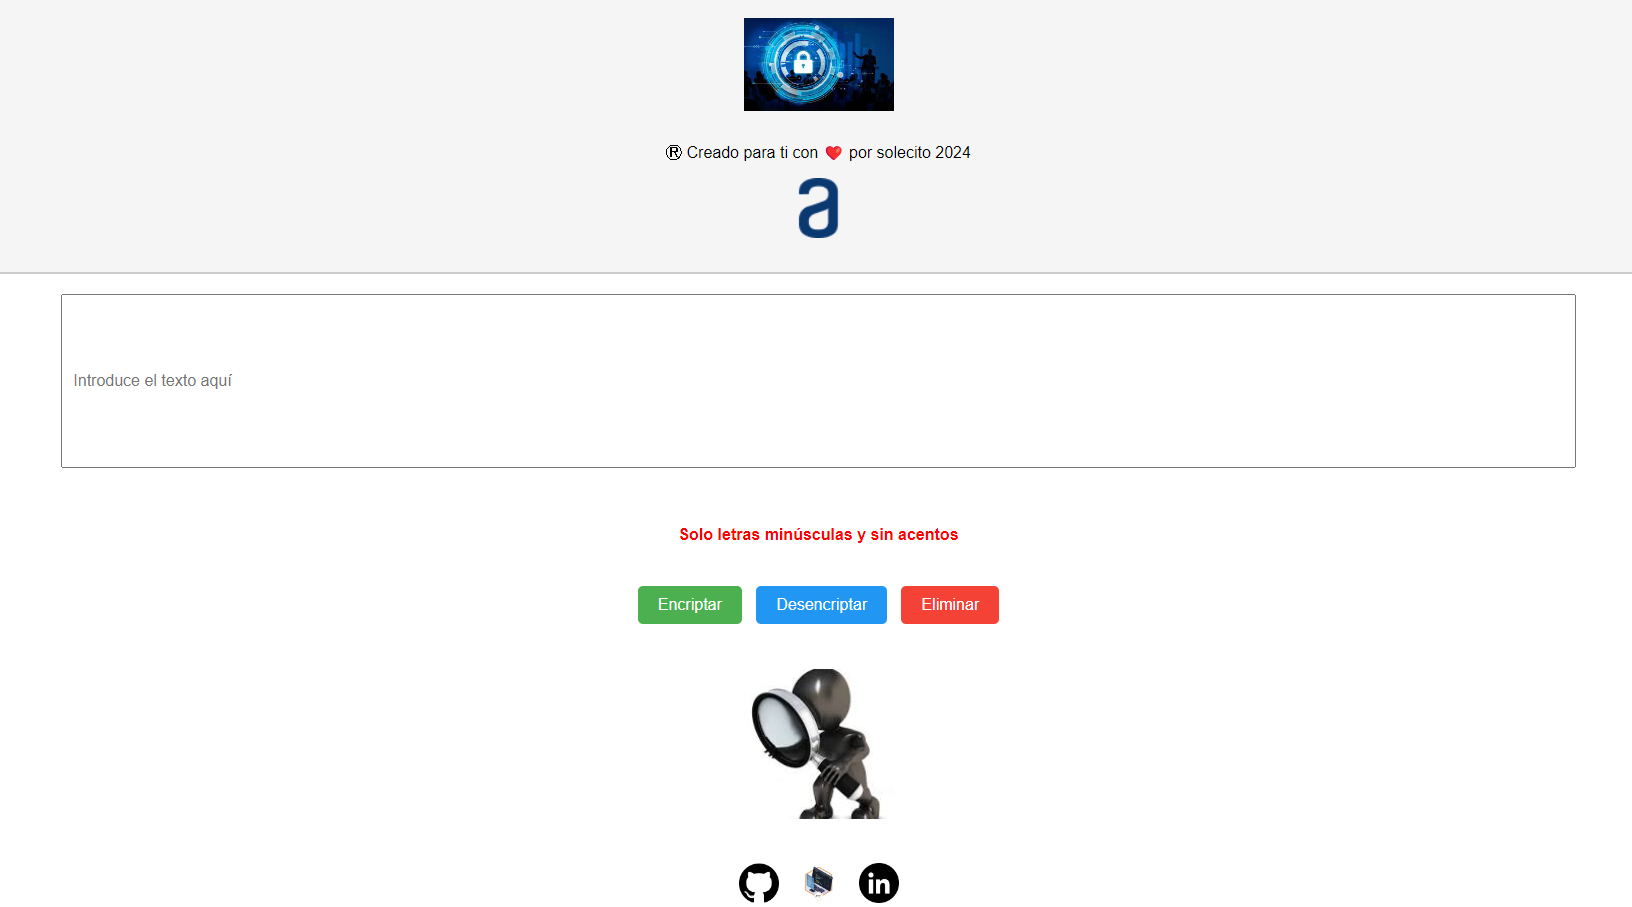 ® Creado para ti con ❤️ por solecito 2024
a
Introduce el texto aquí
Solo letras minúsculas y sin acentos
Encriptar Desencriptar Eliminar
in